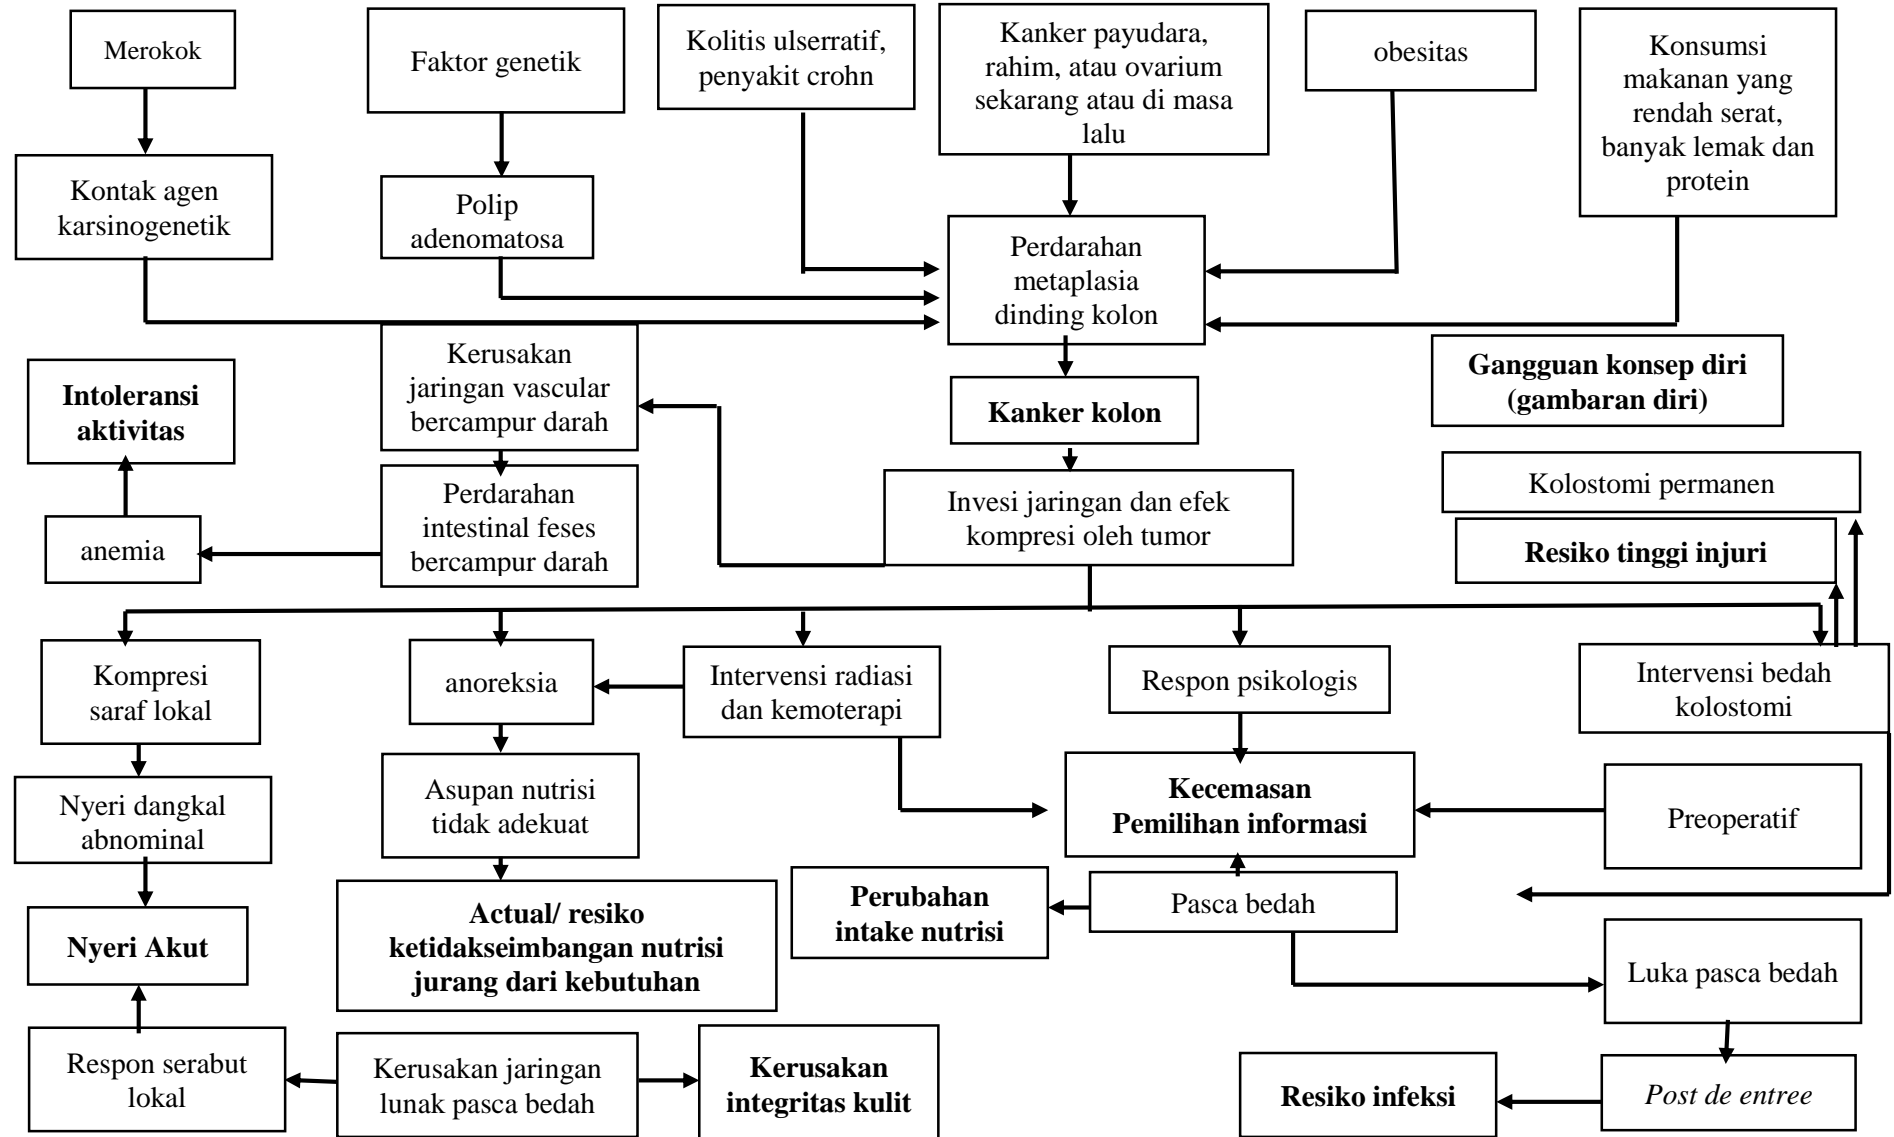 Merokok
Faktor genetik
Kolitis ulserratif,
penyakit crohn
Kanker payudara,
rahim, atau ovarium
sekarang atau di masa
lalu
obesitas
Konsumsi
makanan yang
rendah serat,
banyak lemak dan
protein
Kontak agen
karsinogenetik
Polip
adenomatosa
Perdarahan
metaplasia
dinding kolon
Intoleransi
aktivitas
Kerusakan
jaringan vascular
bercampur darah
Kanker kolon
Gangguan konsep diri
(gambaran diri)
anemia
Perdarahan
intestinal feses
bercampur darah
Invesi jaringan dan efek
kompresi oleh tumor
Kolostomi permanen
Resiko tinggi injuri
Kompresi
saraf lokal
anoreksia
Intervensi radiasi
dan kemoterapi
Respon psikologis
Intervensi bedah
kolostomi
Nyeri dangkal
abnominal
Asupan nutrisi
tidak adekuat
Kecemasan
Pemilihan informasi
Preoperatif
Nyeri Akut
Actual/ resiko
ketidakseimbangan nutrisi
jurang dari kebutuhan
Perubahan
intake nutrisi
Pasca bedah
Luka pasca bedah
Respon serabut
lokal
Kerusakan jaringan
lunak pasca bedah
Kerusakan
integritas kulit
Resiko infeksi
Post de entree